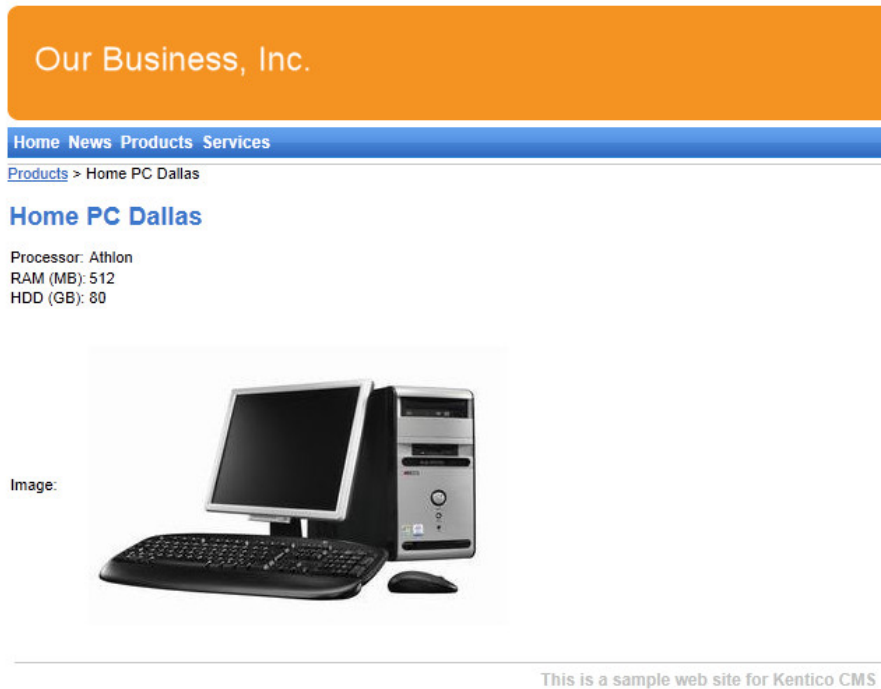 Our Business, Inc.
Home News Products Services
Products > Home PC Dallas
Home PC Dallas
Processor: Athlon
RAM (MB): 512
HDD (GB): 80
Image:
This is a sample web site for Kentico CMS